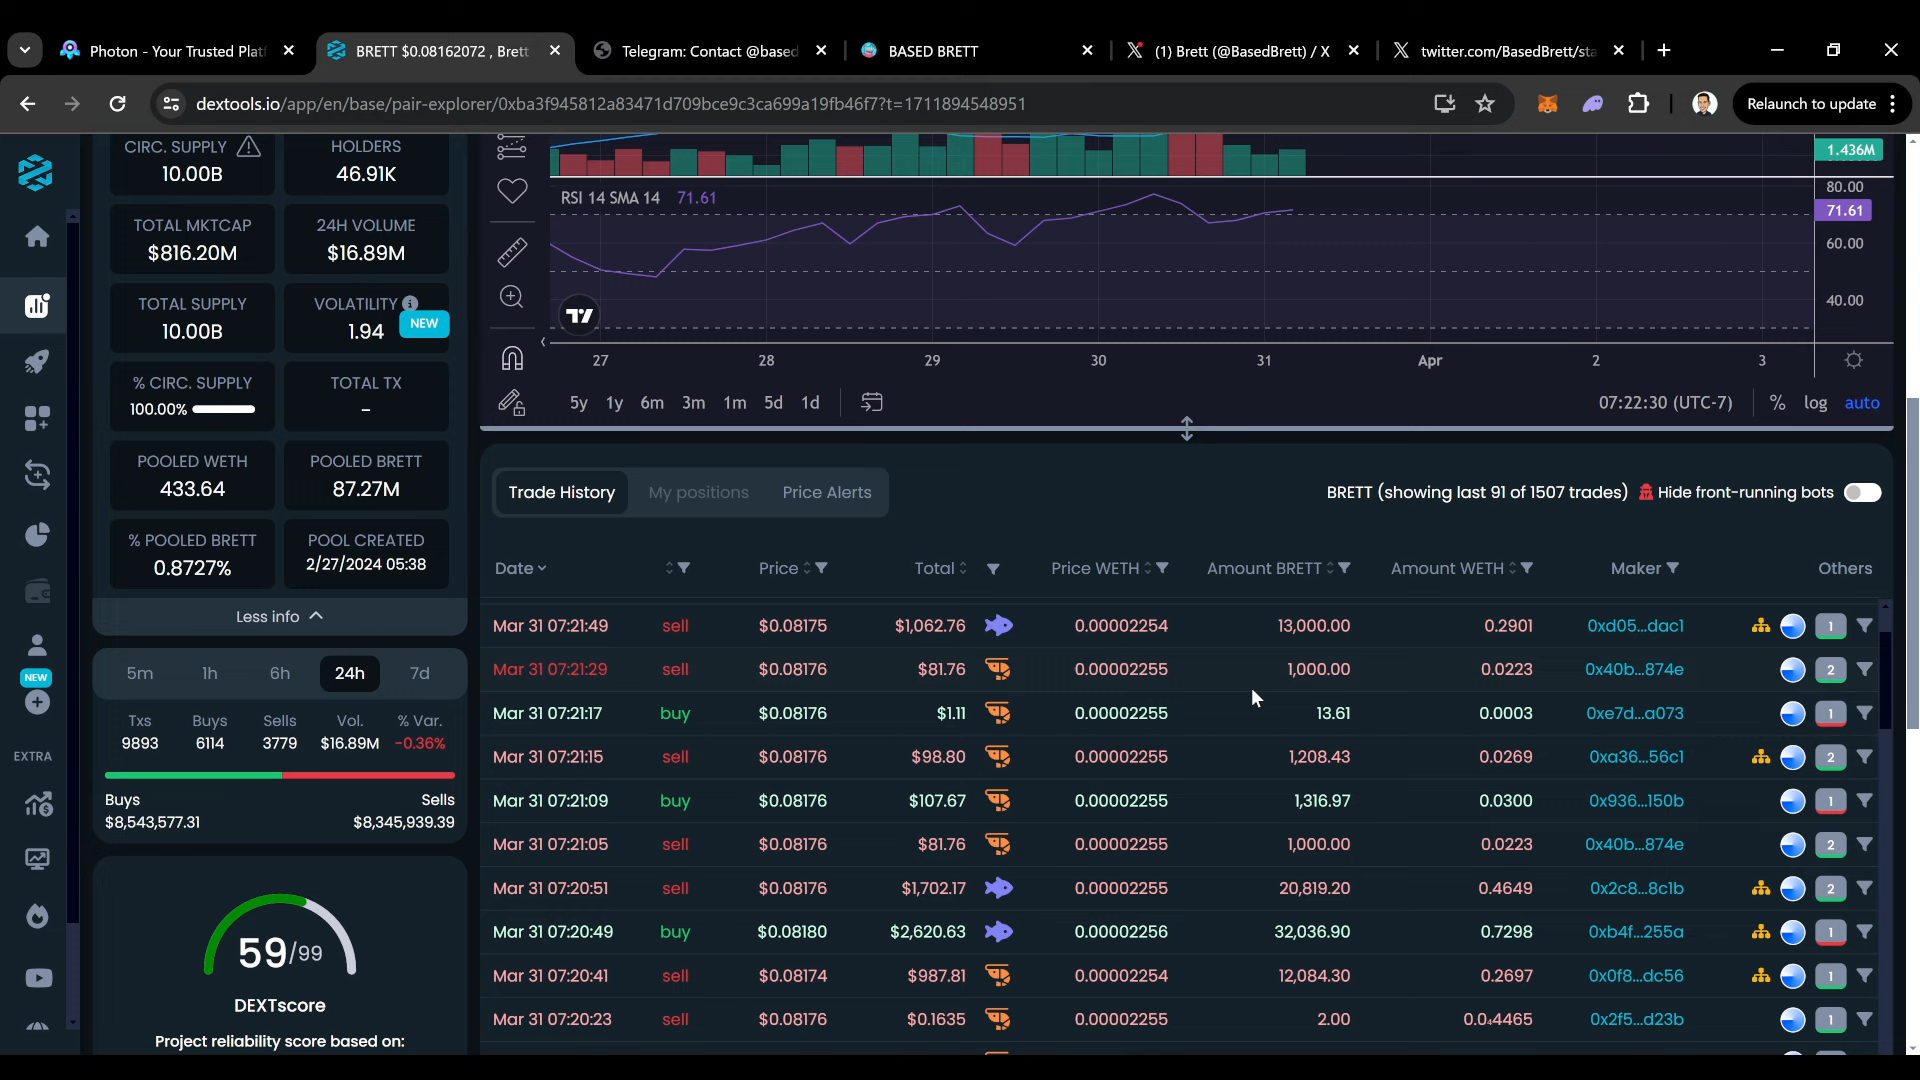 Photon - Your Trusted Platf
BRETT $0.08162072 , Brett
Telegram: Contact @based
BASED BRETT
(1) Brett (@BasedBrett) / X
twitter.com/BasedBrett/sta
dextools.io/app/en/base/pair-explorer/0xba3f945812a83471d709bce9c3ca699a19fb46f7?t=1711894548951
Relaunch to update
CIRC. SUPPLY
10.00B
HOLDERS
46.91K
TOTAL MKTCAP
$816.20M
24H VOLUME
$16.89M
TOTAL SUPPLY
10.00B
VOLATILITY
1.94
NEW
% CIRC. SUPPLY
100.00%
TOTAL TX
-
POOLED WETH
433.64
POOLED BRETT
87.27M
% POOLED BRETT
0.8727%
POOL CREATED
2/27/2024 05:38
Less info
5m 1h 6h 24h 7d
Txs Buys Sells Vol. % Var.
9893 6114 3779 $16.89M -0.36%
Buys Sells
$8,543,577.31 $8,345,939.39
59/99
DEXTscore
Project reliability score based on:
NEW
EXTRA
RSI 14 SMA 14 71.61
1.436M
80.00
71.61
60.00
40.00
27 28 29 30 31 Apr 2 3
5y 1y 6m 3m 1m 5d 1d
07:22:30 (UTC-7) % log auto
Trade History My positions Price Alerts
BRETT (showing last 91 of 1507 trades) Hide front-running bots
Date Price Total Price WETH Amount BRETT Amount WETH Maker Others
Mar 31 07:21:49 sell $0.08175 $1,062.76 0.00002254 13,000.00 0.2901 0xd05...dac1 1
Mar 31 07:21:29 sell $0.08176 $81.76 0.00002255 1,000.00 0.0223 0x40b...874e 2
Mar 31 07:21:17 buy $0.08176 $1.11 0.00002255 13.61 0.0003 0xe7d...a073 1
Mar 31 07:21:15 sell $0.08176 $98.80 0.00002255 1,208.43 0.0269 0xa36...56c1 2
Mar 31 07:21:09 buy $0.08176 $107.67 0.00002255 1,316.97 0.0300 0x936...150b 1
Mar 31 07:21:05 sell $0.08176 $81.76 0.00002255 1,000.00 0.0223 0x40b...874e 2
Mar 31 07:20:51 sell $0.08176 $1,702.17 0.00002255 20,819.20 0.4649 0x2c8...8c1b 2
Mar 31 07:20:49 buy $0.08180 $2,620.63 0.00002256 32,036.90 0.7298 0xb4f...255a 1
Mar 31 07:20:41 sell $0.08174 $987.81 0.00002254 12,084.30 0.2697 0x0f8...dc56 1
Mar 31 07:20:23 sell $0.08176 $0.1635 0.00002255 2.00 0.0₄4465 0x2f5...d23b 1